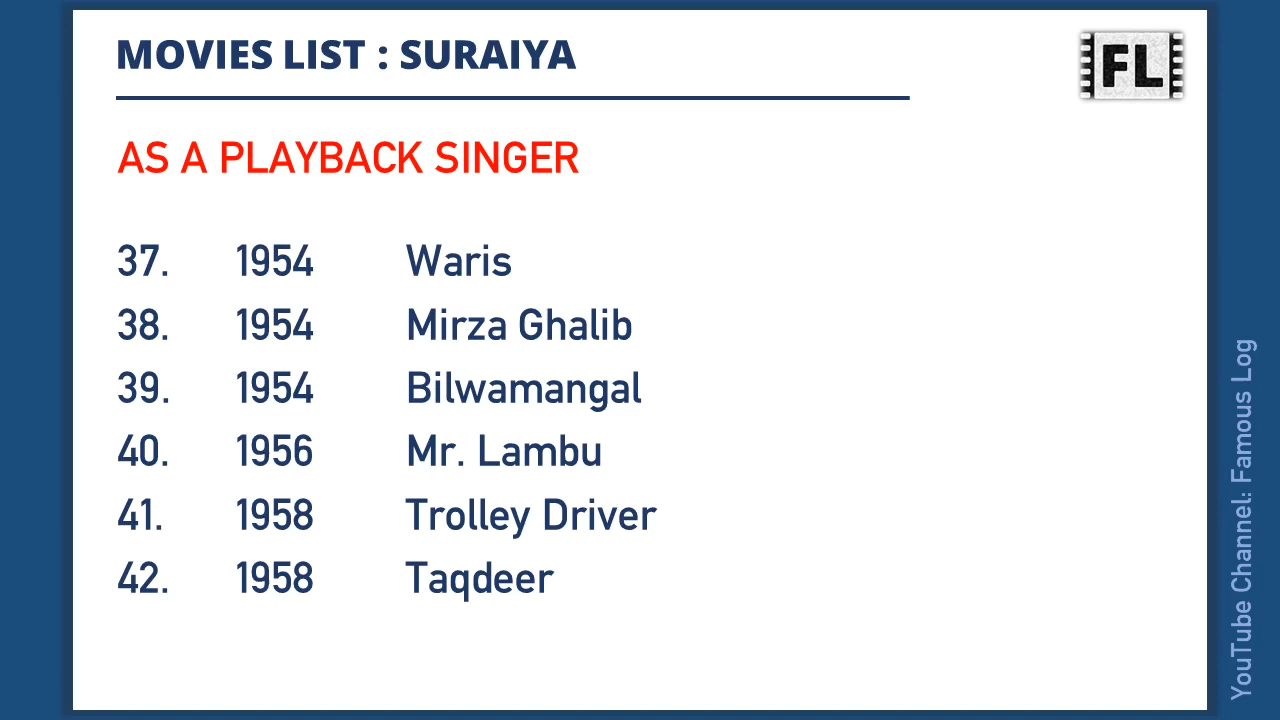 MOVIES LIST : SURAIYA
FL
AS A PLAYBACK SINGER
37. 1954 Waris
38. 1954 Mirza Ghalib
39. 1954 Bilwamangal
40. 1956 Mr. Lambu
41. 1958 Trolley Driver
42. 1958 Taqdeer
YouTube Channel: Famous Log